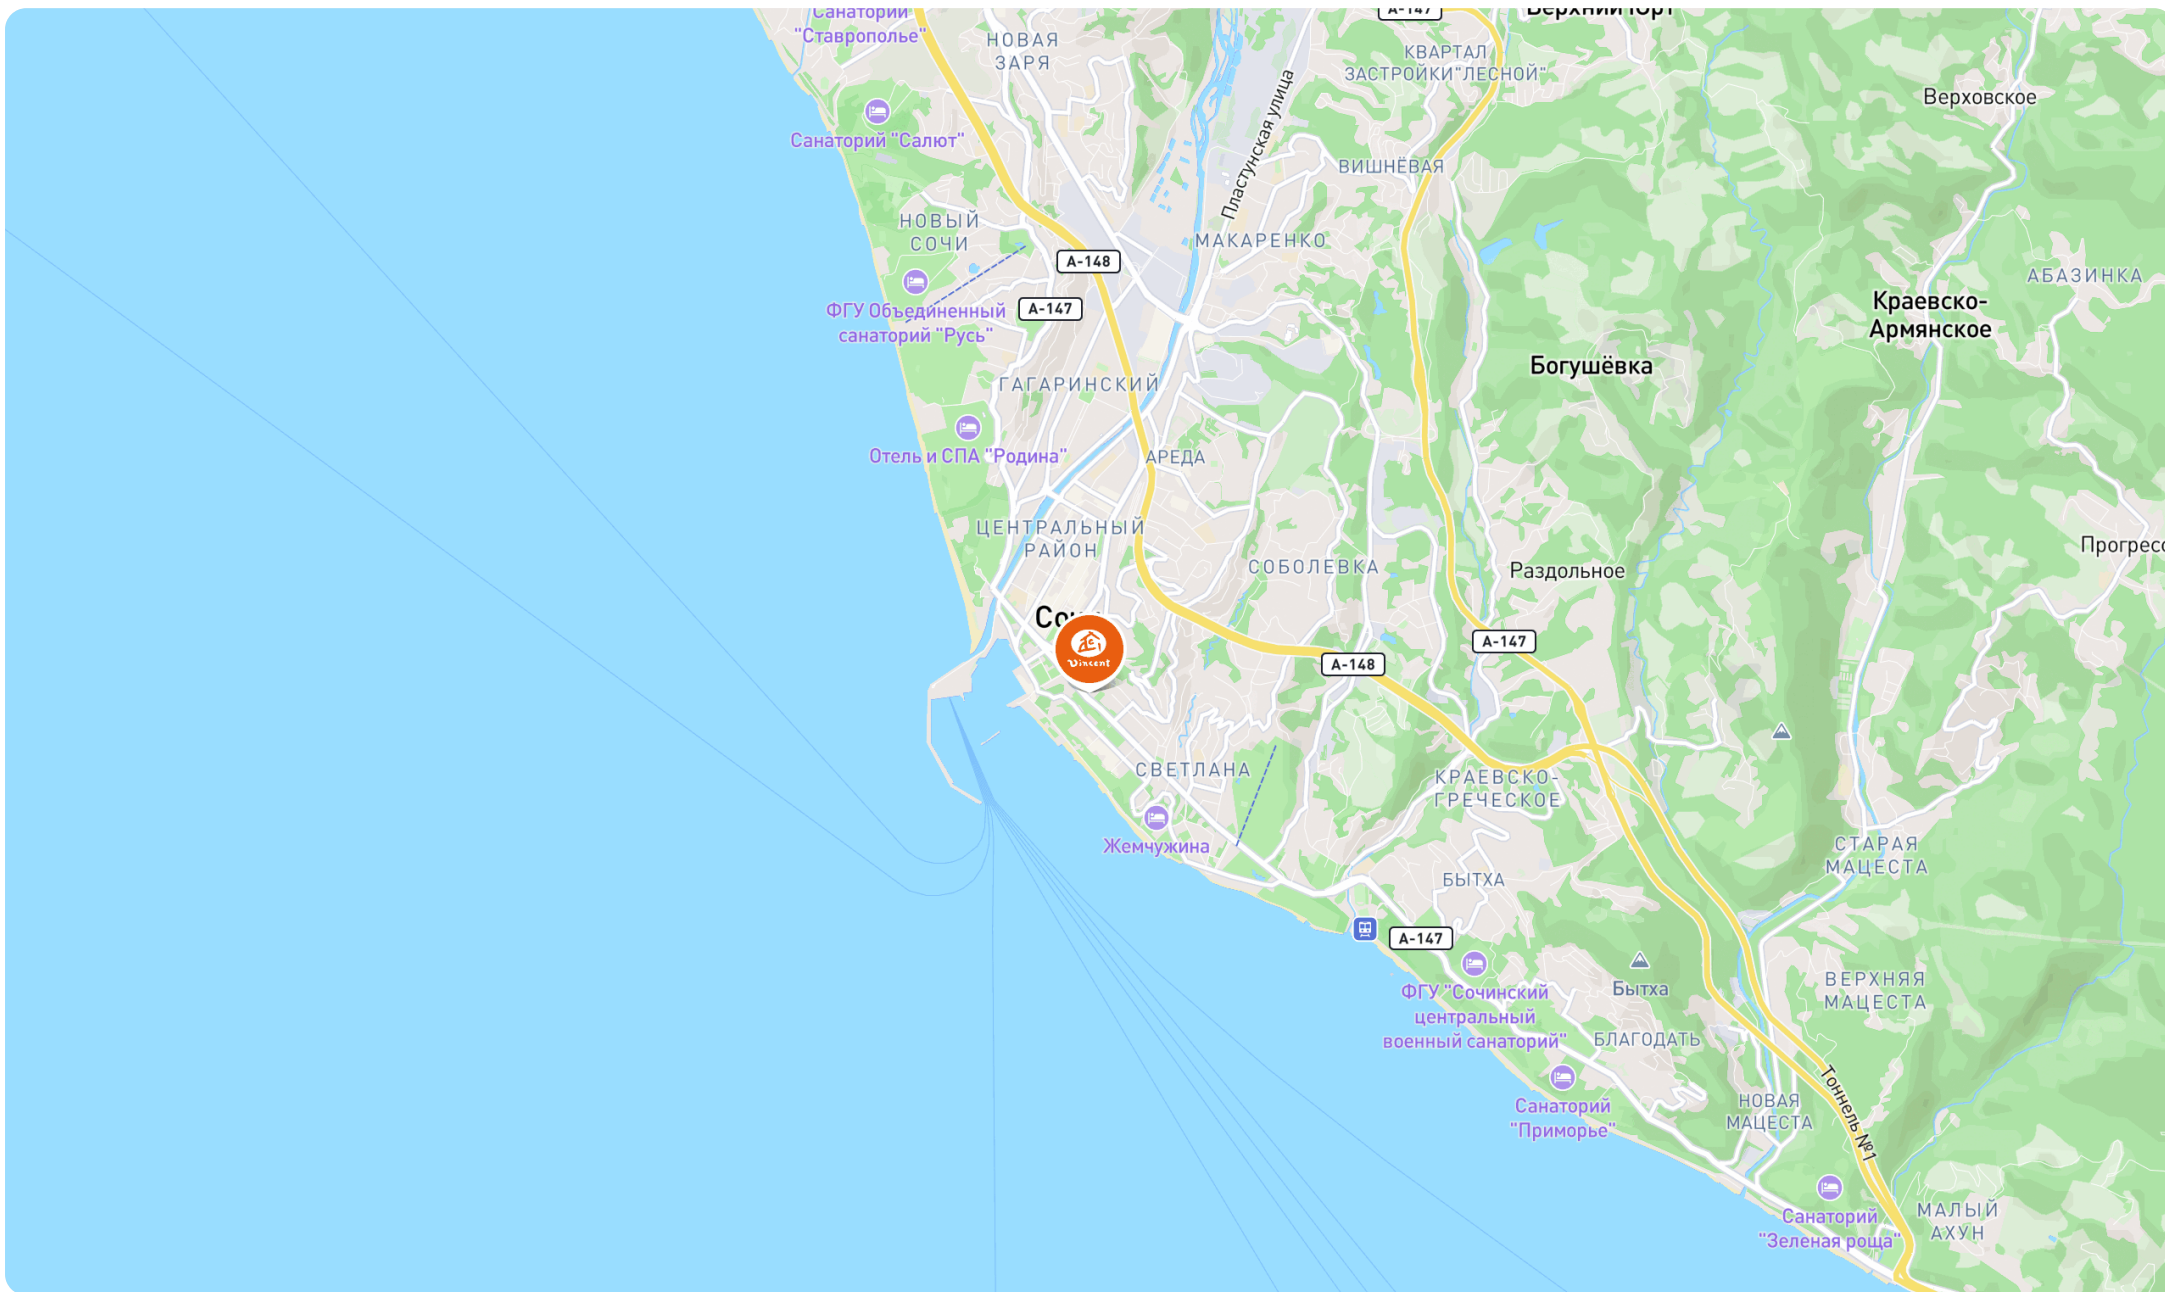 Санаторий
"Ставрополье"
НОВАЯ
ЗАРЯ
А-147
КВАРТАЛ
ЗАСТРОЙКИ"ЛЕСНОЙ"
Верхний Юрт
Верховское
Санаторий "Салют"
Пластунская улица
ВИШНЁВАЯ
НОВЫЙ
СОЧИ
МАКАРЕНКО
А-148
АБАЗИНКА
ФГУ Объединенный
санаторий "Русь"
А-147
Краевско-
Армянское
Богушёвка
ГАГАРИНСКИЙ
Отель и СПА "Родина"
АРЕДА
ЦЕНТРАЛЬНЫЙ
РАЙОН
СОБОЛЕВКА
Раздольное
Прогресс
Vincent
А-148
А-147
СВЕТЛАНА
Жемчужина
КРАЕВСКО-
ГРЕЧЕСКОЕ
БЫТХА
СТАРАЯ
МАЦЕСТА
А-147
ФГУ "Сочинский
центральный
военный санаторий"
Бытха
ВЕРХНЯЯ
МАЦЕСТА
БЛАГОДАТЬ
Санаторий
"Приморье"
НОВАЯ
МАЦЕСТА
Тоннель №1
Санаторий
"Зеленая роща"
МАЛЫЙ
АХУН